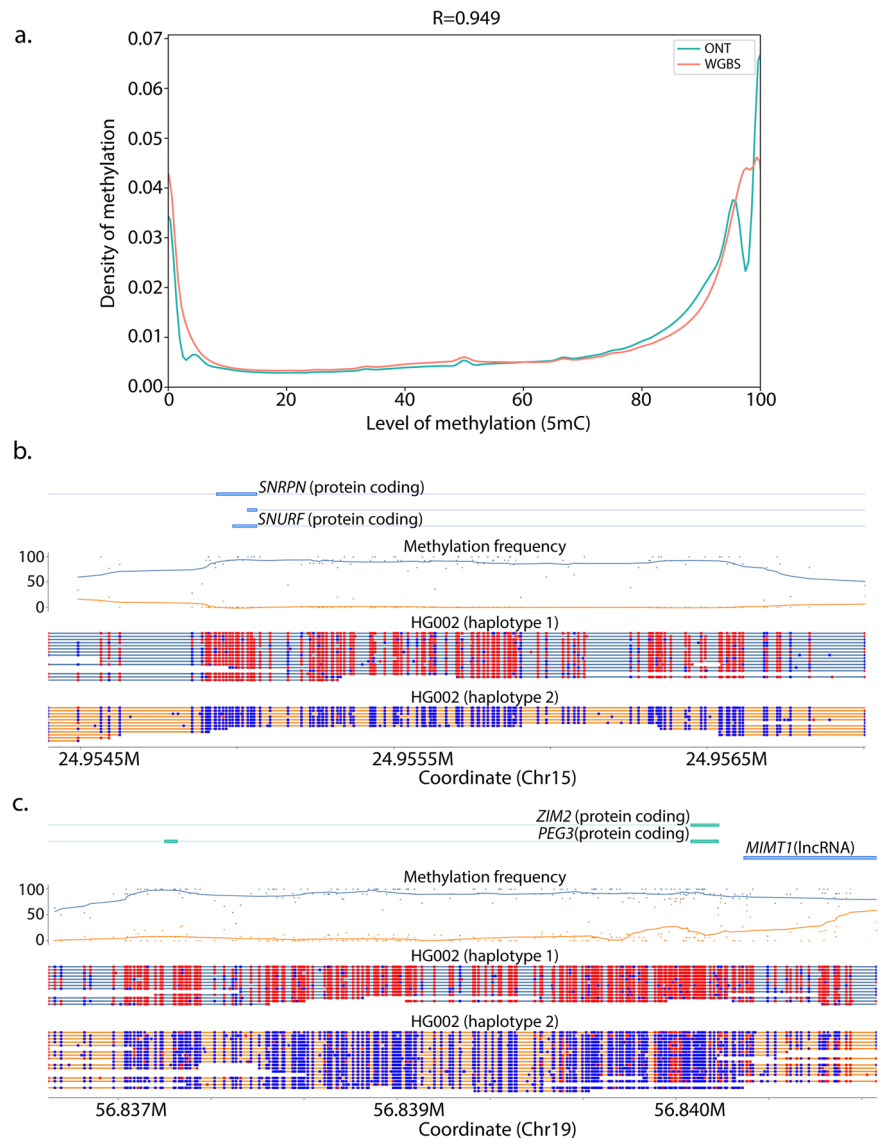 a.
R=0.949
0.07
0.06
0.05
0.04
0.03
0.02
0.01
0.00
Density of methylation
ONT
WGBS
0 20 40 60 80 100
Level of methylation (5mC)
b.
SNRPN (protein coding)
SNURF (protein coding)
Methylation frequency
100
50
0
HG002 (haplotype 1)
HG002 (haplotype 2)
24.9545M 24.9555M 24.9565M
Coordinate (Chr15)
c.
ZIM2 (protein coding)
PEG3(protein coding)
MIMT1(lncRNA)
Methylation frequency
100
50
0
HG002 (haplotype 1)
HG002 (haplotype 2)
56.837M 56.839M 56.840M
Coordinate (Chr19)